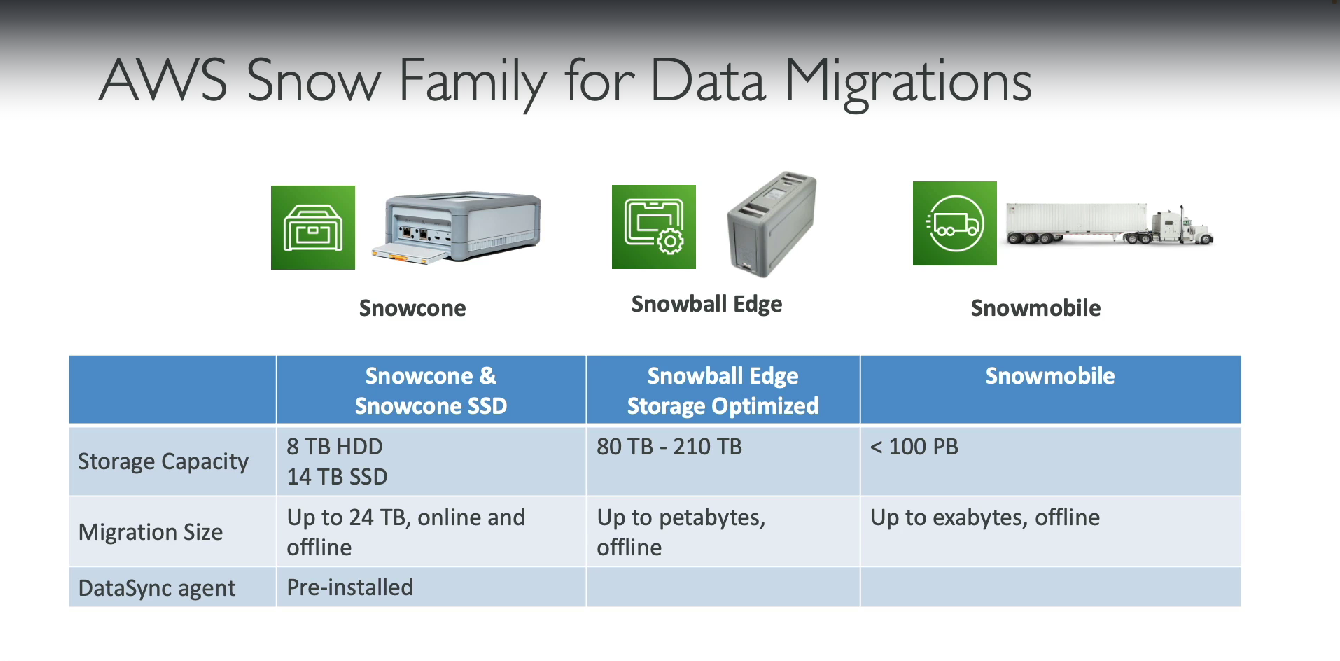 AWS Snow Family for Data Migrations
Snowcone
Snowball Edge
Snowmobile
Snowcone &
Snowcone SSD
Snowball Edge
Storage Optimized
Snowmobile
Storage Capacity
8 TB HDD
14 TB SSD
80 TB - 210 TB
< 100 PB
Migration Size
Up to 24 TB, online and
offline
Up to petabytes,
offline
Up to exabytes, offline
DataSync agent
Pre-installed